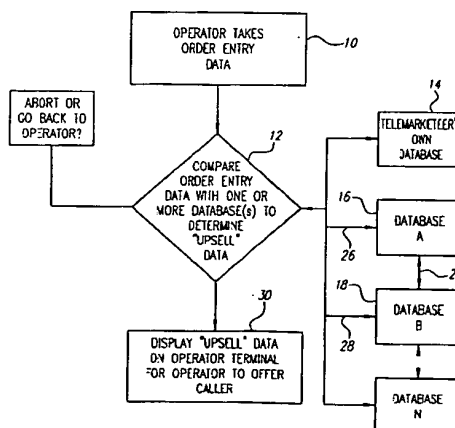 OPERATOR TAKES
ORDER ENTRY
DATA
10
ABORT OR
GO BACK TO
OPERATOR?
12
COMPARE
ORDER ENTRY
DATA WITH ONE OR
MORE DATABASE(s) TO
DETERMINE
"UPSELL"
DATA
14
TELEMARKETEER'
OWN
DATABASE
16
DATABASE
A
26
2
18
DATABASE
B
28
DATABASE
N
30
DISPLAY "UPSELL" DATA
ON OPERATOR TERMINAL
FOR OPERATOR TO OFFER
CALLER